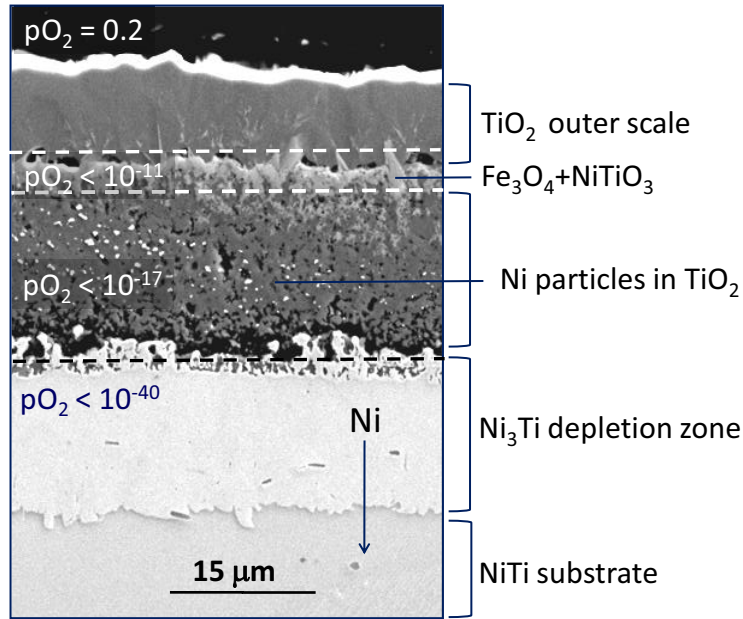 pO₂ = 0.2
TiO₂ outer scale
pO₂ < 10⁻¹¹
Fe₃O₄+NiTiO₃
pO₂ < 10⁻¹⁷
Ni particles in TiO₂
pO₂ < 10⁻⁴⁰
Ni
Ni₃Ti depletion zone
15 μm
NiTi substrate